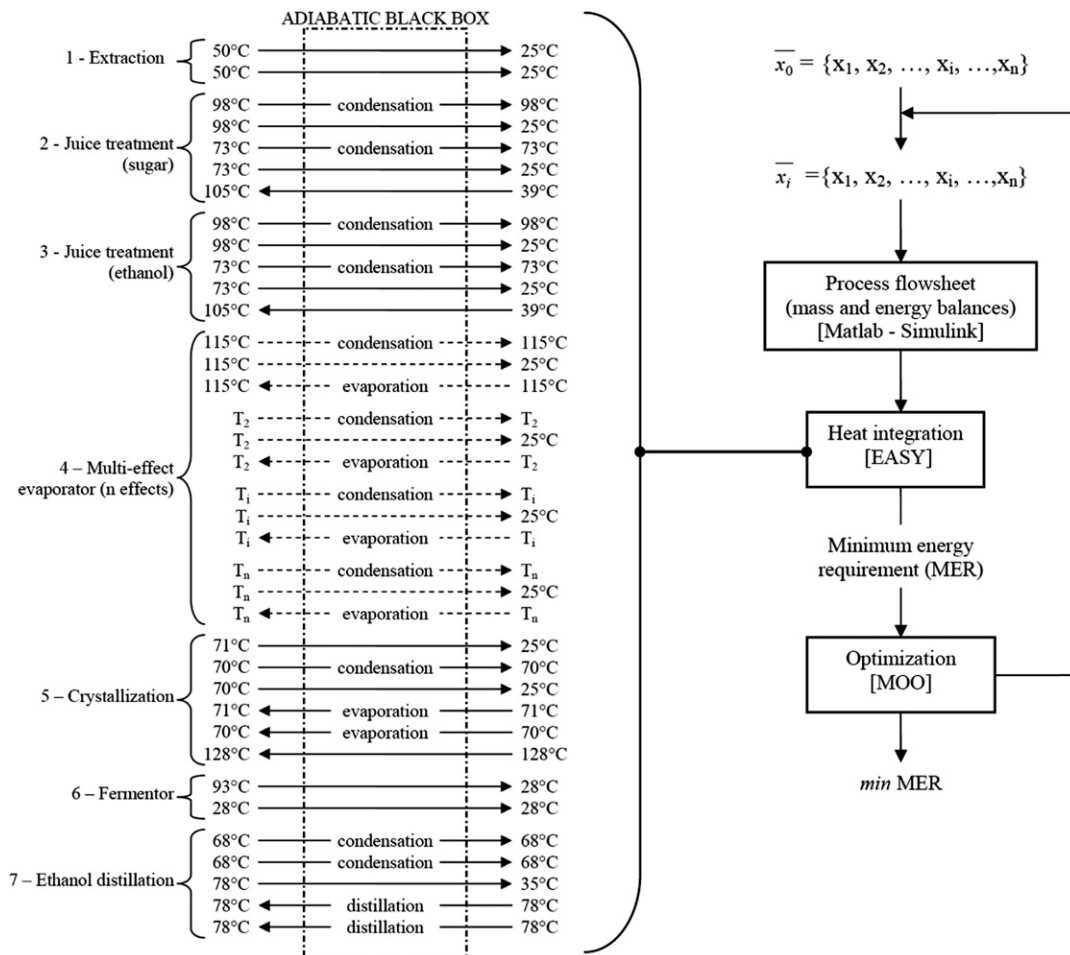 ADIABATIC BLACK BOX
1 - Extraction
50°C 25°C
50°C 25°C
2 - Juice treatment
(sugar)
98°C condensation 98°C
98°C 25°C
73°C condensation 73°C
73°C 25°C
105°C 39°C
3 - Juice treatment
(ethanol)
98°C condensation 98°C
98°C 25°C
73°C condensation 73°C
73°C 25°C
105°C 39°C
4 – Multi-effect
evaporator (n effects)
115°C condensation 115°C
115°C 25°C
115°C evaporation 115°C
T₂ condensation T₂
T₂ 25°C
T₂ evaporation T₂
Tᵢ condensation Tᵢ
Tᵢ 25°C
Tᵢ evaporation Tᵢ
Tₙ condensation Tₙ
Tₙ 25°C
Tₙ evaporation Tₙ
5 – Crystallization
71°C 25°C
70°C condensation 70°C
70°C 25°C
71°C evaporation 71°C
70°C evaporation 70°C
128°C 128°C
6 – Fermentor
93°C 28°C
28°C 28°C
7 – Ethanol distillation
68°C condensation 68°C
68°C condensation 68°C
78°C 35°C
78°C distillation 78°C
78°C distillation 78°C
x₀ = {x₁, x₂, …, xᵢ, …,xₙ}
xᵢ ={x₁, x₂, …, xᵢ, …,xₙ}
Process flowsheet
(mass and energy balances)
[Matlab - Simulink]
Heat integration
[EASY]
Minimum energy
requirement (MER)
Optimization
[MOO]
min MER